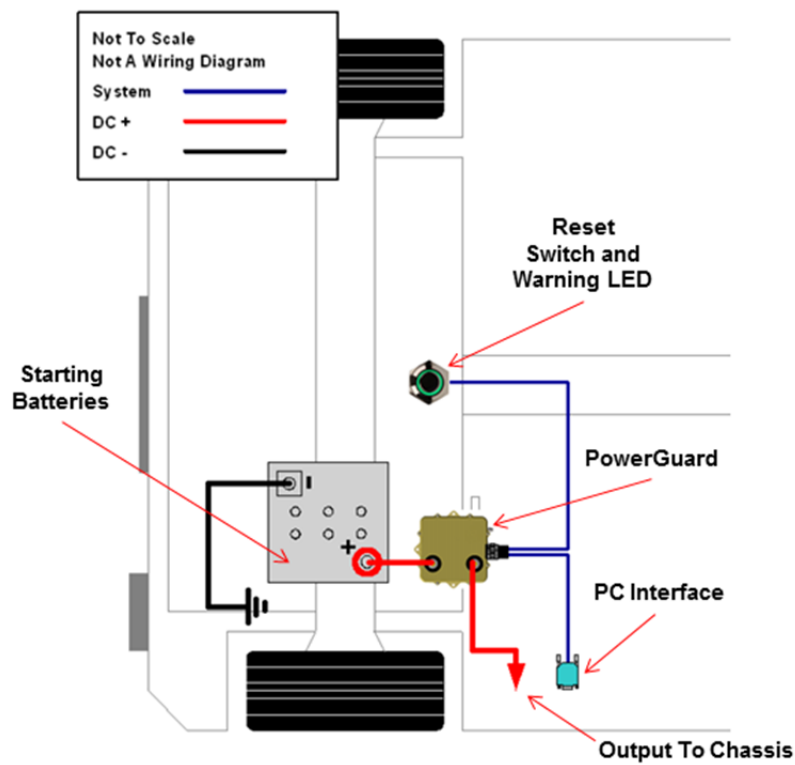 Not To Scale
Not A Wiring Diagram
System
DC +
DC -
Reset
Switch and
Warning LED
Starting
Batteries
PowerGuard
PC Interface
Output To Chassis